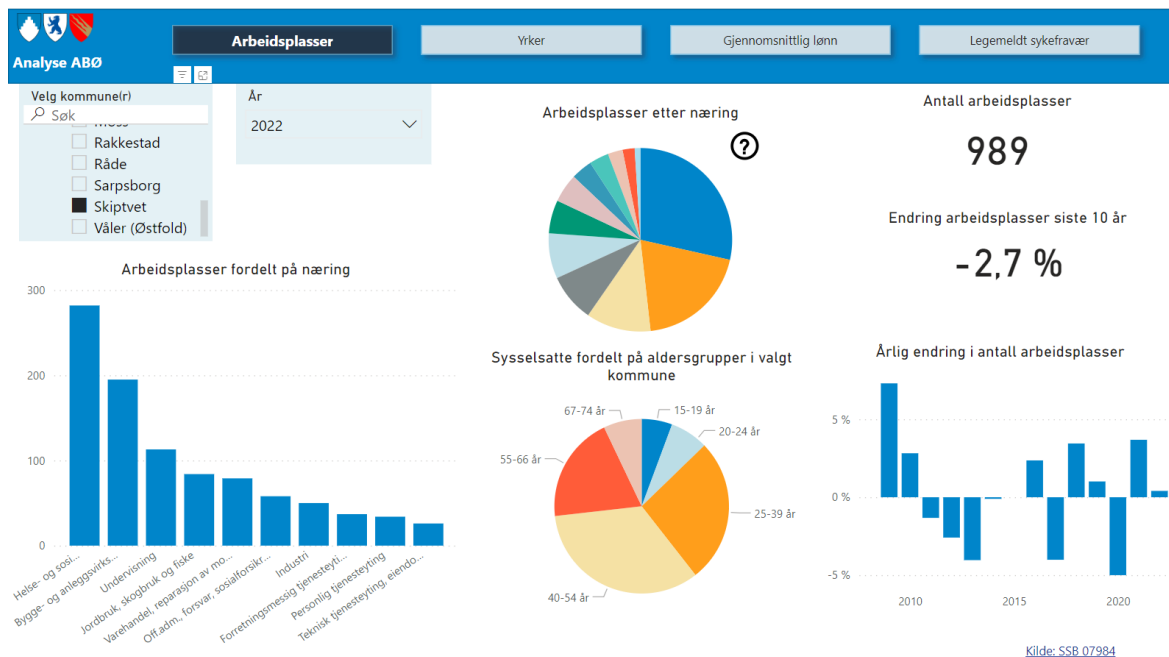 Analyse ABØ
Arbeidsplasser
Yrker
Gjennomsnittlig lønn
Legemeldt sykefravær
Velg kommune(r)
Søk
Moss
Rakkestad
Råde
Sarpsborg
Skiptvet
Våler (Østfold)
År
2022
Arbeidsplasser etter næring
?
Antall arbeidsplasser
989
Endring arbeidsplasser siste 10 år
-2,7 %
Arbeidsplasser fordelt på næring
300
200
100
0
Helse- og sosi...
Bygge- og anleggsvirks...
Undervisning
Jordbruk, skogbruk og fiske
Varehandel, reparasjon av mo...
Off.adm., forsvar, sosialforsikr...
Industri
Forretningsmessig tjenesteyti...
Personlig tjenesteyting
Teknisk tjenesteyting, eiendo...
Sysselsatte fordelt på aldersgrupper i valgt
kommune
67-74 år
15-19 år
20-24 år
55-66 år
25-39 år
40-54 år
Årlig endring i antall arbeidsplasser
5 %
0 %
-5 %
2010
2015
2020
Kilde: SSB 07984